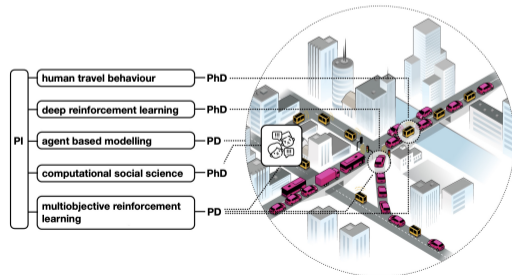 PI
human travel behaviour PhD
deep reinforcement learning PhD
agent based modelling PD
computational social science PhD
multiobjective reinforcement
learning PD